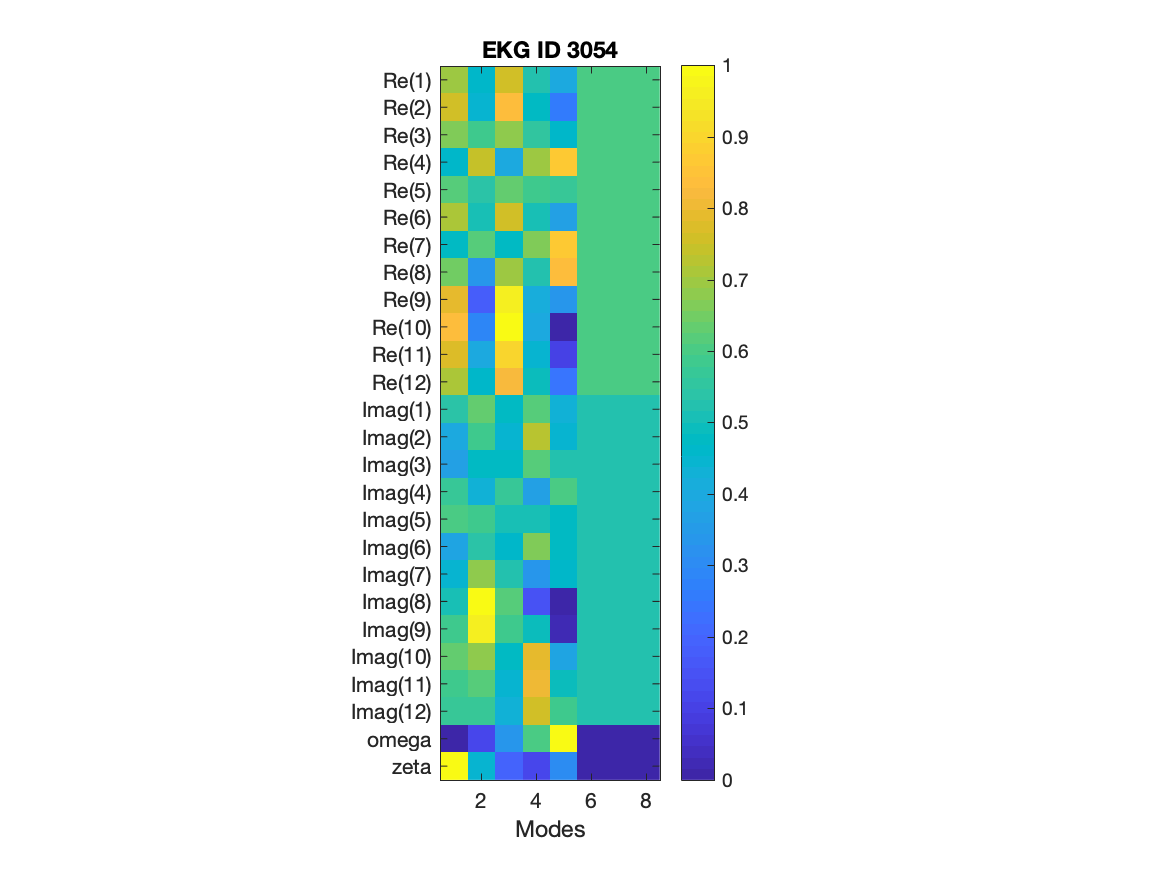 EKG ID 3054
Re(1)
Re(2)
Re(3)
Re(4)
Re(5)
Re(6)
Re(7)
Re(8)
Re(9)
Re(10)
Re(11)
Re(12)
Imag(1)
Imag(2)
Imag(3)
Imag(4)
Imag(5)
Imag(6)
Imag(7)
Imag(8)
Imag(9)
Imag(10)
Imag(11)
Imag(12)
omega
zeta
2 4 6 8
Modes
1
0.9
0.8
0.7
0.6
0.5
0.4
0.3
0.2
0.1
0